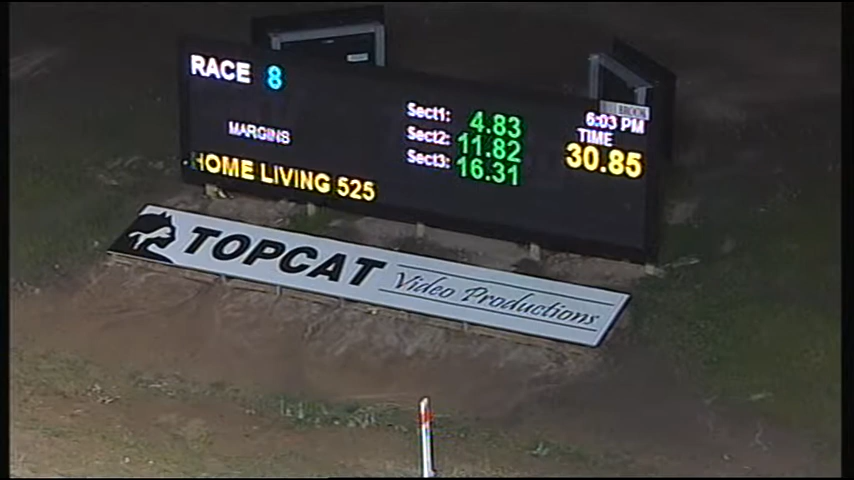 RACE 8
MARGINS
HOME LIVING 525
Sect1: 4.83
Sect2: 11.82
Sect3: 16.31
BROOK
6:03 PM
TIME
30.85
TOPCAT
Video Productions